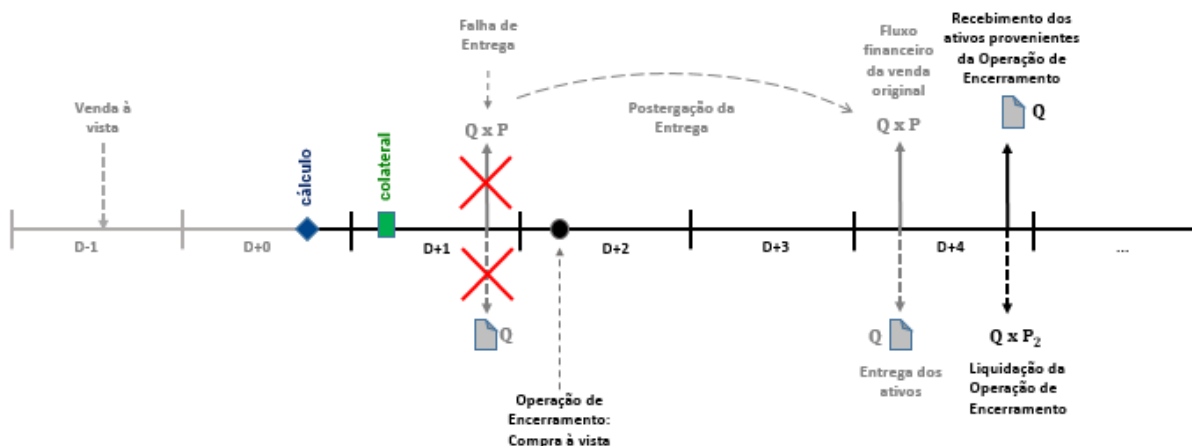 Falha de
Entrega
Q x P
Venda à
vista
cálculo
colateral
Postergação da
Entrega
Fluxo
financeiro
da venda
original
Q x P
Recebimento dos
ativos provenientes
da Operação de
Encerramento
Q
D-1
D+0
D+1
D+2
D+3
D+4
...
Q
Operação de
Encerramento:
Compra à vista
Q
Entrega dos
ativos
Q x P₂
Liquidação da
Operação de
Encerramento